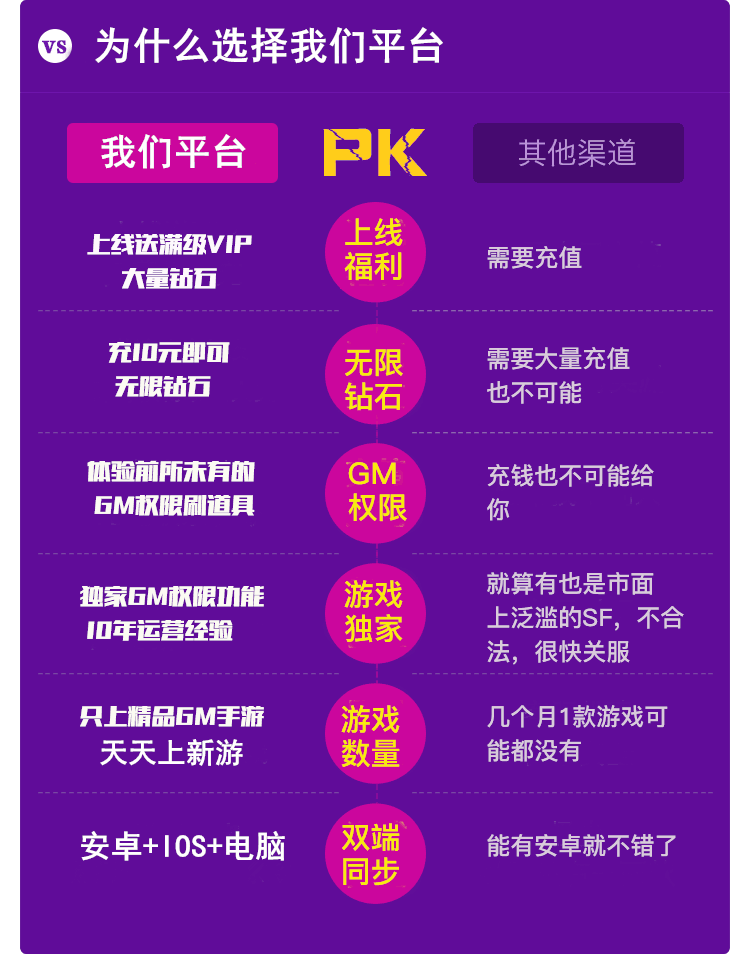 VS 为什么选择我们平台
我们平台 PK 其他渠道
上线送满级VIP
大量钻石
上线
福利
需要充值
充10元即可
无限钻石
无限
钻石
需要大量充值
也不可能
体验前所未有的
GM权限刷道具
GM
权限
充钱也不可能给
你
独家GM权限功能
10年运营经验
游戏
独家
就算有也是市面
上泛滥的SF，不合
法，很快关服
只上精品GM手游
天天上新游
游戏
数量
几个月1款游戏可
能都没有
安卓+IOS+电脑
双端
同步
能有安卓就不错了